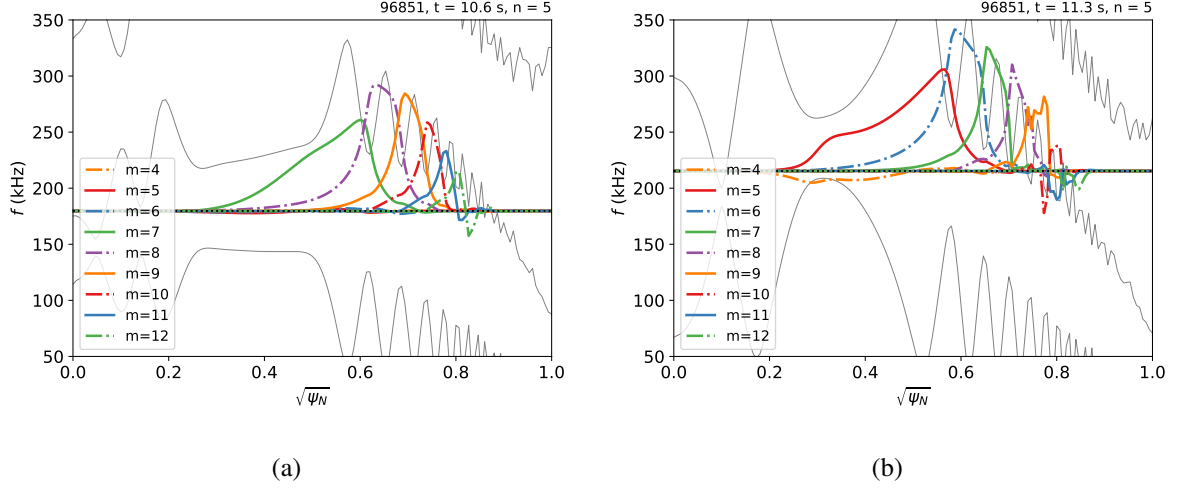 96851, t = 10.6 s, n = 5
350
300
250
200
150
100
50
f (kHz)
m=4
m=5
m=6
m=7
m=8
m=9
m=10
m=11
m=12
0.0 0.2 0.4 0.6 0.8 1.0
√ψN
(a)
96851, t = 11.3 s, n = 5
350
300
250
200
150
100
50
f (kHz)
m=4
m=5
m=6
m=7
m=8
m=9
m=10
m=11
m=12
0.0 0.2 0.4 0.6 0.8 1.0
√ψN
(b)